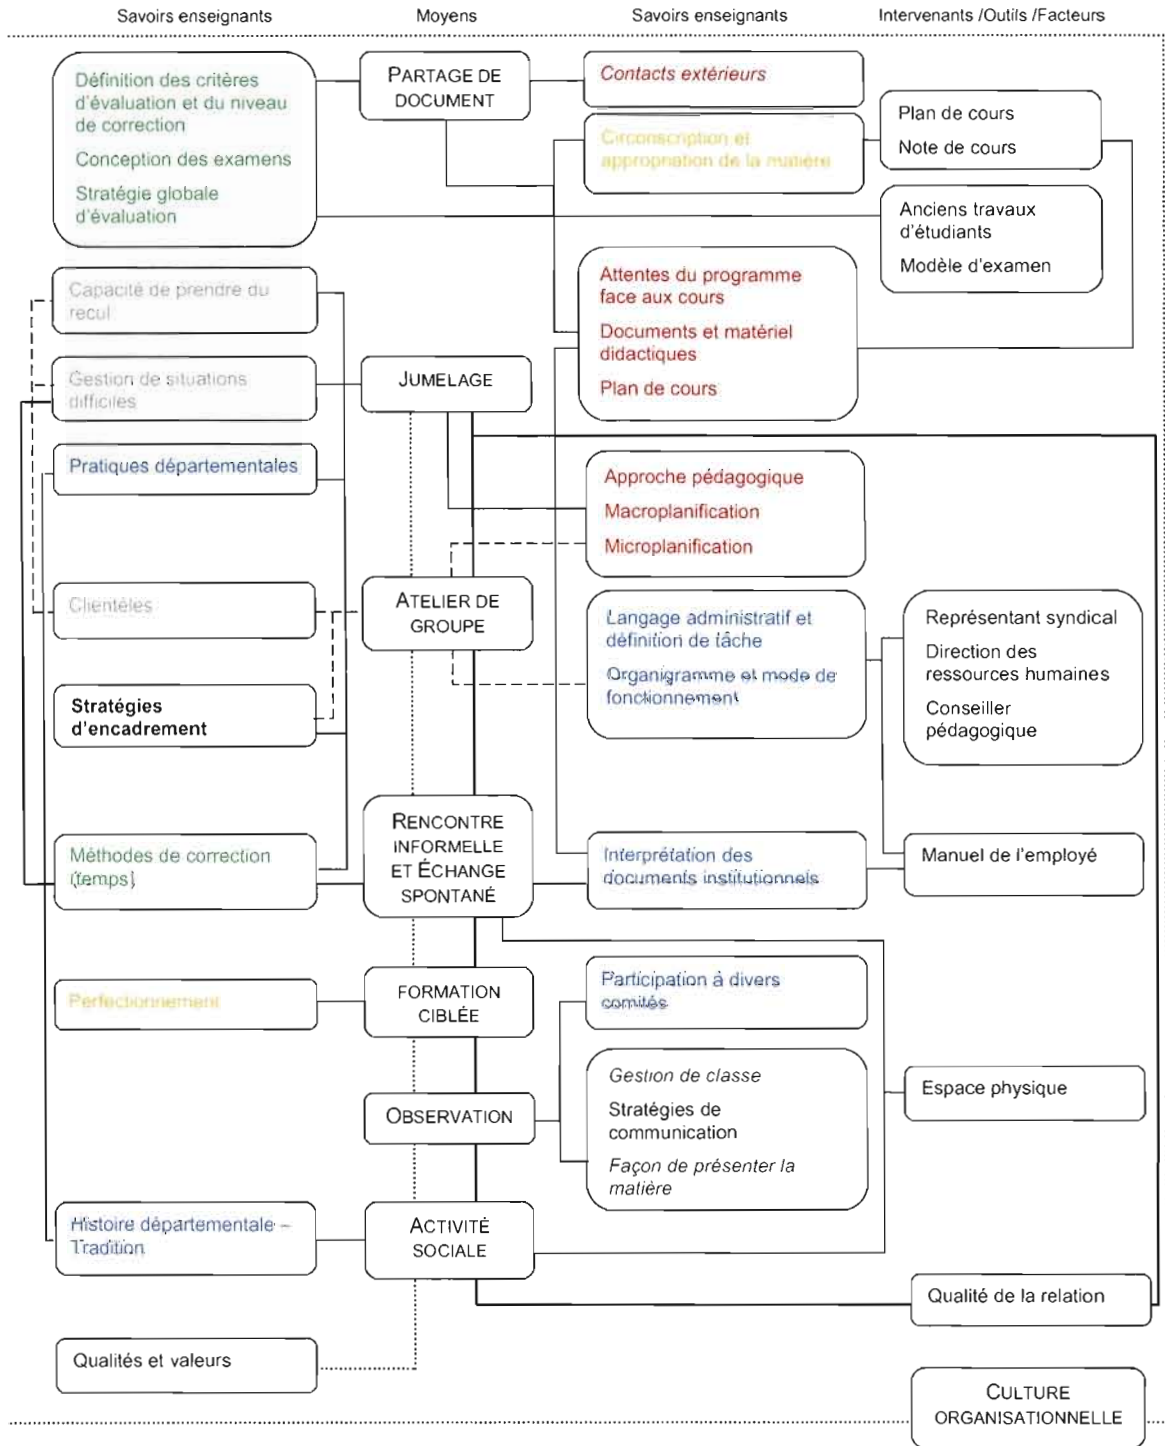 Savoirs enseignants
Moyens
Savoirs enseignants
Intervenants /Outils /Facteurs
Définition des critères
d'évaluation et du niveau
de correction
Conception des examens
Stratégie globale
d'évaluation
PARTAGE DE
DOCUMENT
Contacts extérieurs
Circonscription et
appropriation de la matière
Plan de cours
Note de cours
Anciens travaux
d'étudiants
Modèle d'examen
Capacité de prendre du
recul
Attentes du programme
face aux cours
Documents et matériel
didactiques
Plan de cours
Gestion de situations
difficiles
JUMELAGE
Pratiques départementales
Approche pédagogique
Macroplanification
Microplanification
Clientèles
ATELIER DE
GROUPE
Langage administratif et
définition de tâche
Organigramme et mode de
fonctionnement
Représentant syndical
Direction des
ressources humaines
Conseiller
pédagogique
Stratégies
d'encadrement
Méthodes de correction
(temps)
RENCONTRE
INFORMELLE
ET ÉCHANGE
SPONTANÉ
Interprétation des
documents institutionnels
Manuel de l'employé
Perfectionnement
FORMATION
CIBLÉE
Participation à divers
comités
OBSERVATION
Gestion de classe
Stratégies de
communication
Façon de présenter la
matière
Espace physique
Histoire départementale –
Tradition
ACTIVITÉ
SOCIALE
Qualité de la relation
Qualités et valeurs
CULTURE
ORGANISATIONNELLE